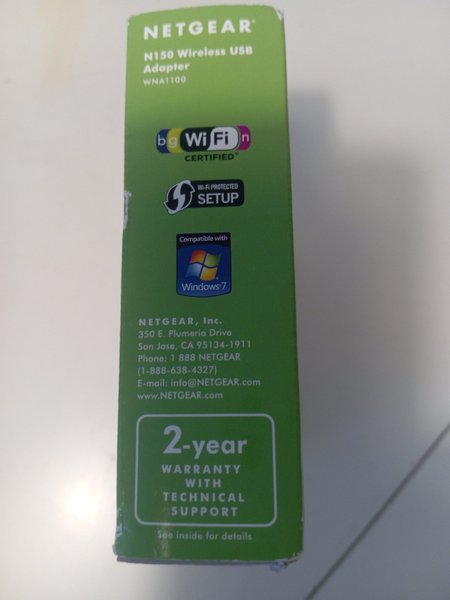 NETGEAR®
N150 Wireless USB
Adapter
WNA1100
b g Wi Fi n
CERTIFIED®
Wi-Fi PROTECTED
SETUP
Compatible with
Windows® 7
NETGEAR, Inc.
350 E. Plumeria Drive
San Jose, CA 95134-1911
Phone: 1 888 NETGEAR
(1-888-638-4327)
E-mail: info@NETGEAR.com
www.NETGEAR.com
2-year
WARRANTY
WITH
TECHNICAL
SUPPORT
See inside for details